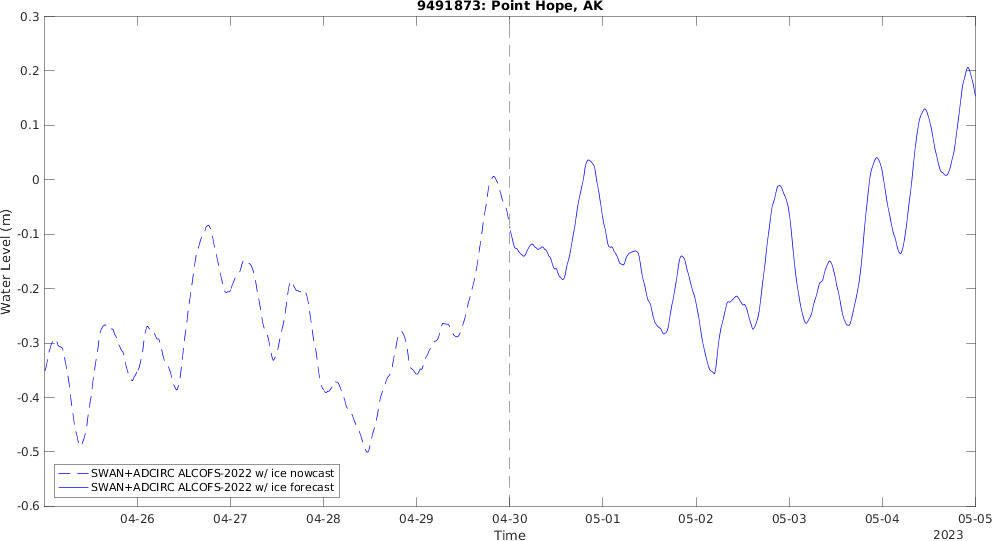 9491873: Point Hope, AK
0.3
0.2
0.1
0
-0.1
-0.2
-0.3
-0.4
-0.5
-0.6
Water Level (m)
SWAN+ADCIRC ALCOFS-2022 w/ ice nowcast
SWAN+ADCIRC ALCOFS-2022 w/ ice forecast
04-26 04-27 04-28 04-29 04-30 05-01 05-02 05-03 05-04 05-05
Time
2023